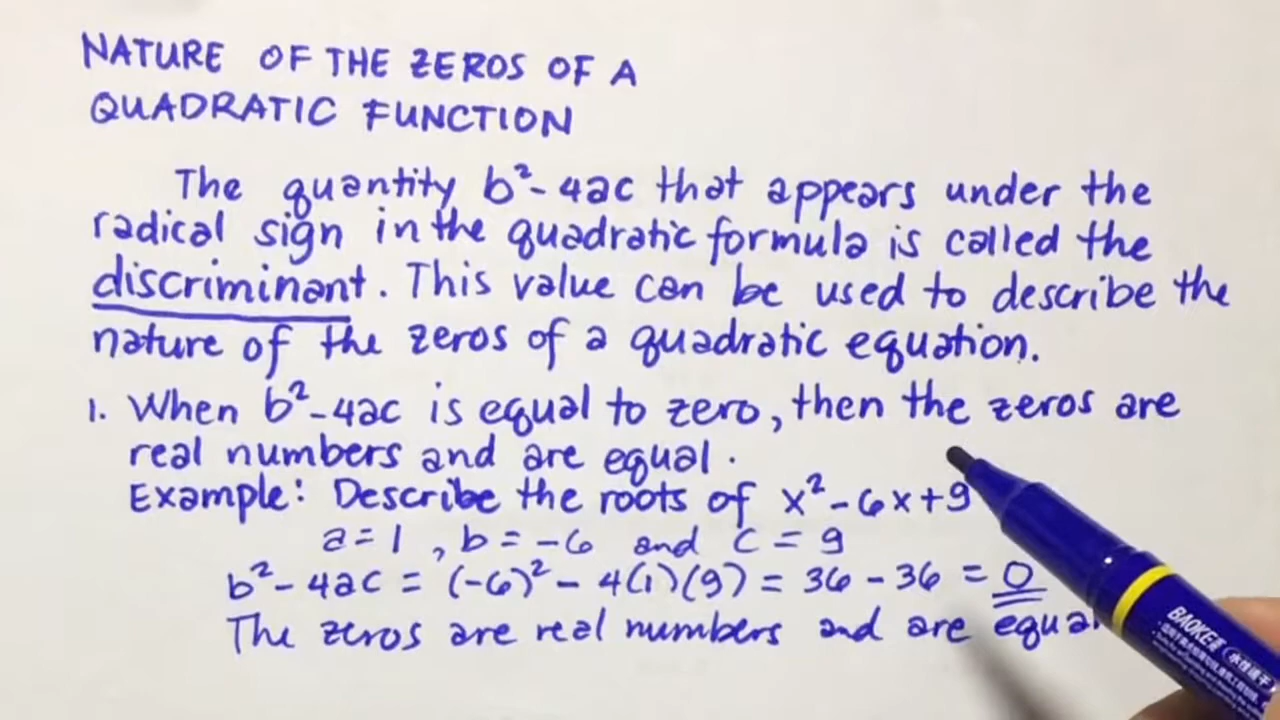 NATURE OF THE ZEROS OF A
QUADRATIC FUNCTION
The quantity b²-4ac that appears under the
radical sign in the quadratic formula is called the
discriminant. This value can be used to describe the
nature of the zeros of a quadratic equation.
1. When b²-4ac is equal to zero, then the zeros are
real numbers and are equal.
Example: Describe the roots of x²-6x+9
a=1, b=-6 and c=9
b²-4ac = (-6)²-4(1)(9) = 36-36 = 0
The zeros are real numbers and are equa
BAOKE